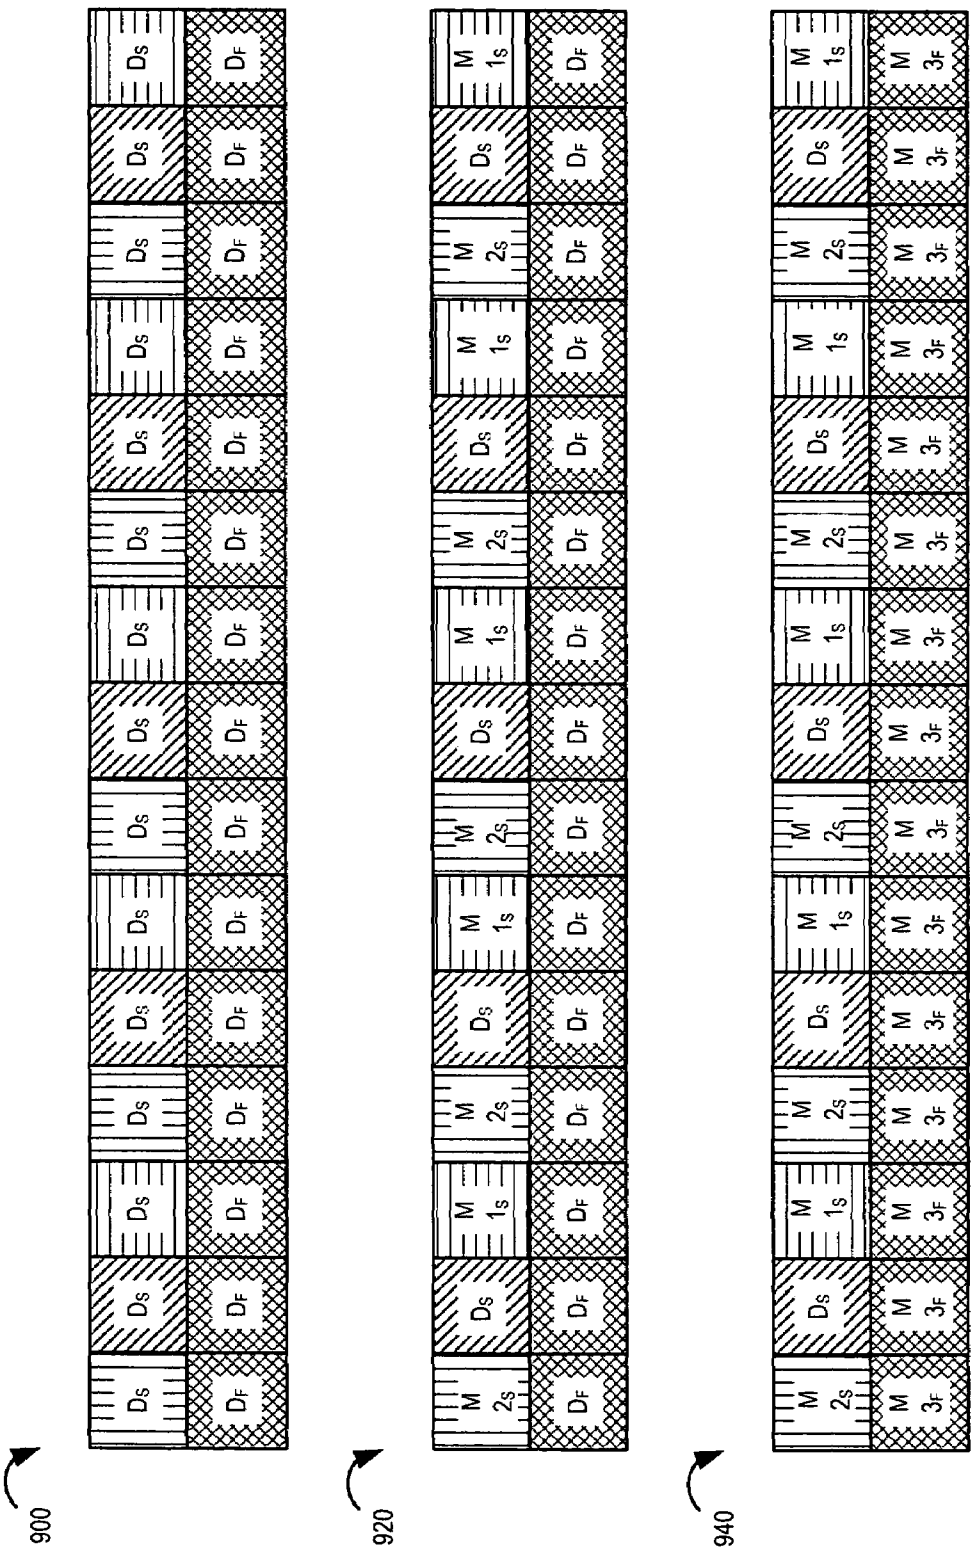 900
DS DS DS DS DS DS DS DS DS DS DS DS DS DS DS
DF DF DF DF DF DF DF DF DF DF DF DF DF DF DF
920
M 2S DS M 1S M 2S DS M 1S M 2S DS M 1S M 2S DS M 1S M 2S DS M 1S
DF DF DF DF DF DF DF DF DF DF DF DF DF DF DF
940
M 2S DS M 1S M 2S DS M 1S M 2S DS M 1S M 2S DS M 1S M 2S DS M 1S
M 3F M 3F M 3F M 3F M 3F M 3F M 3F M 3F M 3F M 3F M 3F M 3F M 3F M 3F M 3F